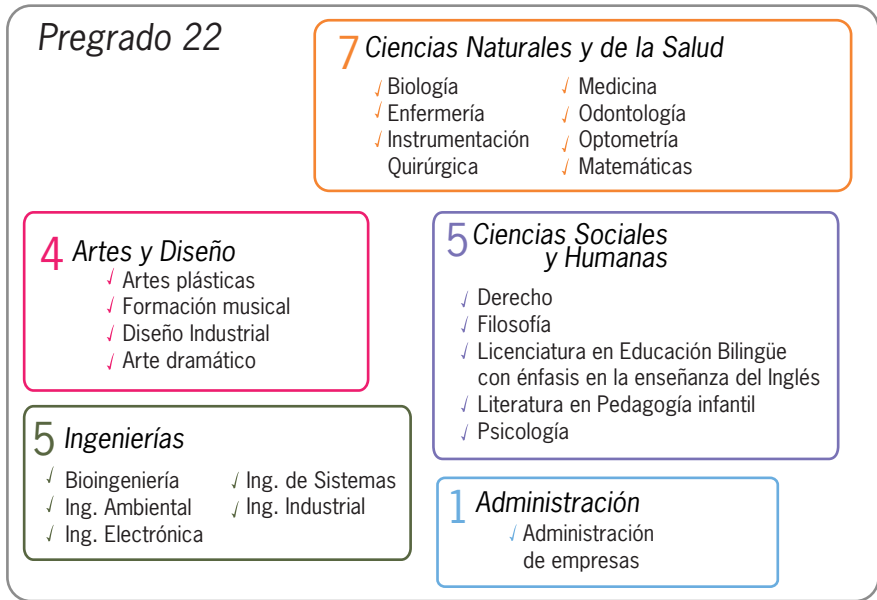 Pregrado 22
7 Ciencias Naturales y de la Salud
Biología
Enfermería
Instrumentación
Quirúrgica
Medicina
Odontología
Optometría
Matemáticas
4 Artes y Diseño
Artes plásticas
Formación musical
Diseño Industrial
Arte dramático
5 Ciencias Sociales
y Humanas
Derecho
Filosofía
Licenciatura en Educación Bilingüe
con énfasis en la enseñanza del Inglés
Literatura en Pedagogía infantil
Psicología
5 Ingenierías
Bioingeniería
Ing. Ambiental
Ing. Electrónica
Ing. de Sistemas
Ing. Industrial
1 Administración
Administración
de empresas